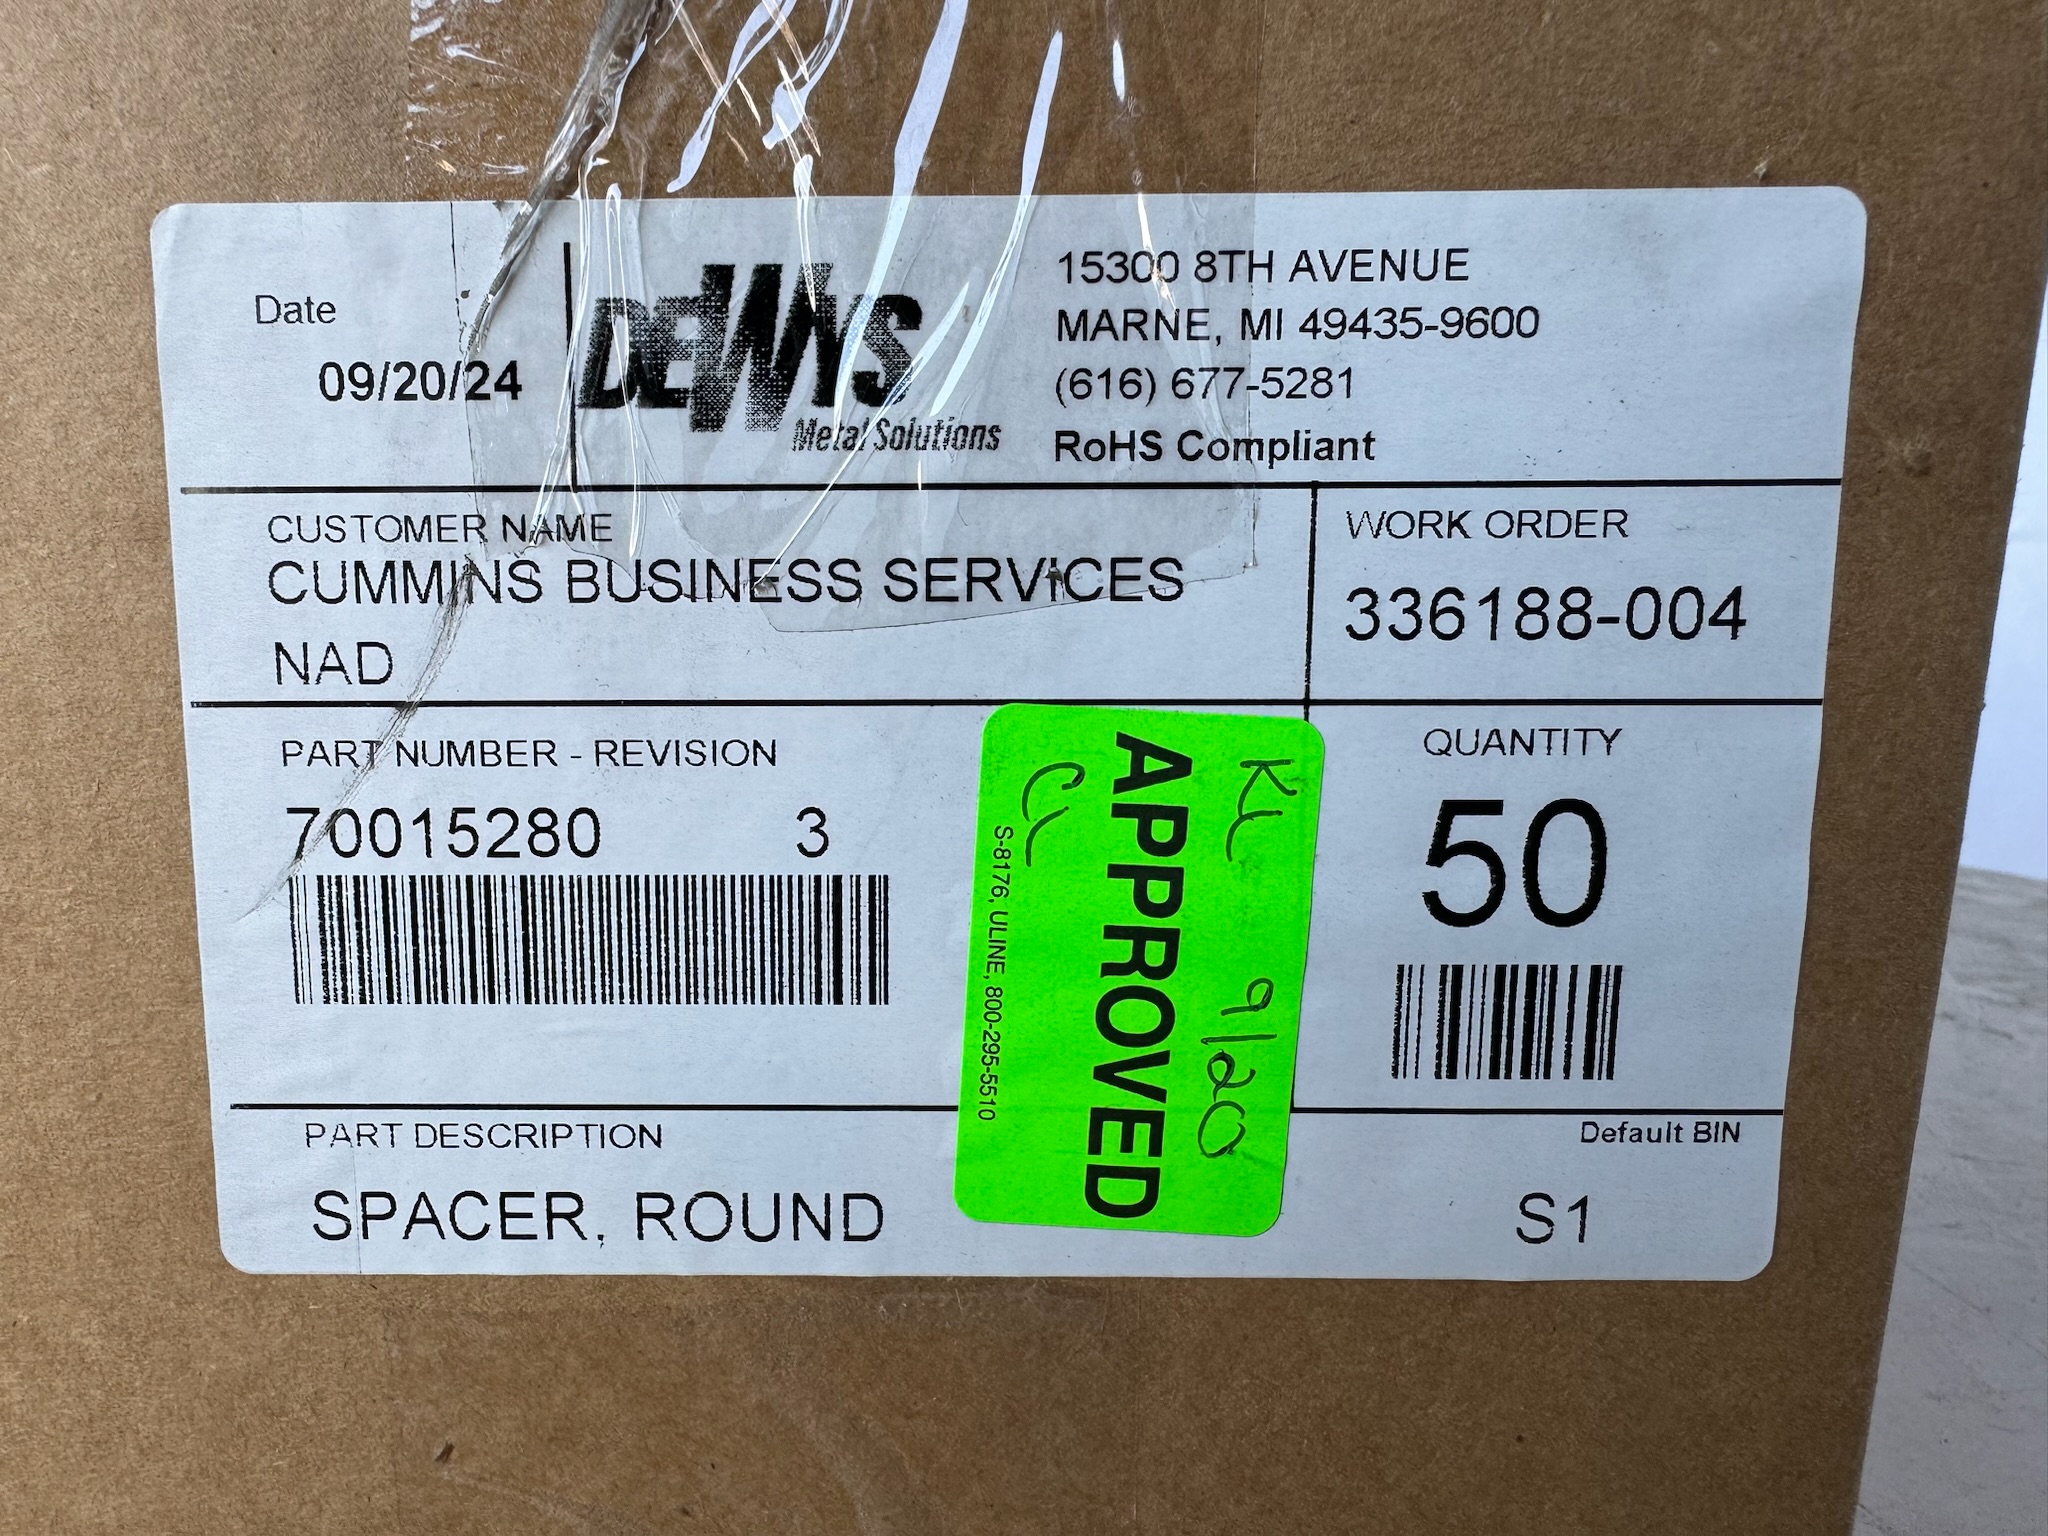 Date
09/20/24
DEWYS
Metal Solutions
15300 8TH AVENUE
MARNE, MI 49435-9600
(616) 677-5281
RoHS Compliant
CUSTOMER NAME
CUMMINS BUSINESS SERVICES
NAD
WORK ORDER
336188-004
PART NUMBER - REVISION
70015280 3
QUANTITY
50
KL 9/20
APPROVED
CL
S-8176, ULINE, 800-295-5510
PART DESCRIPTION
SPACER, ROUND
Default BIN
S1